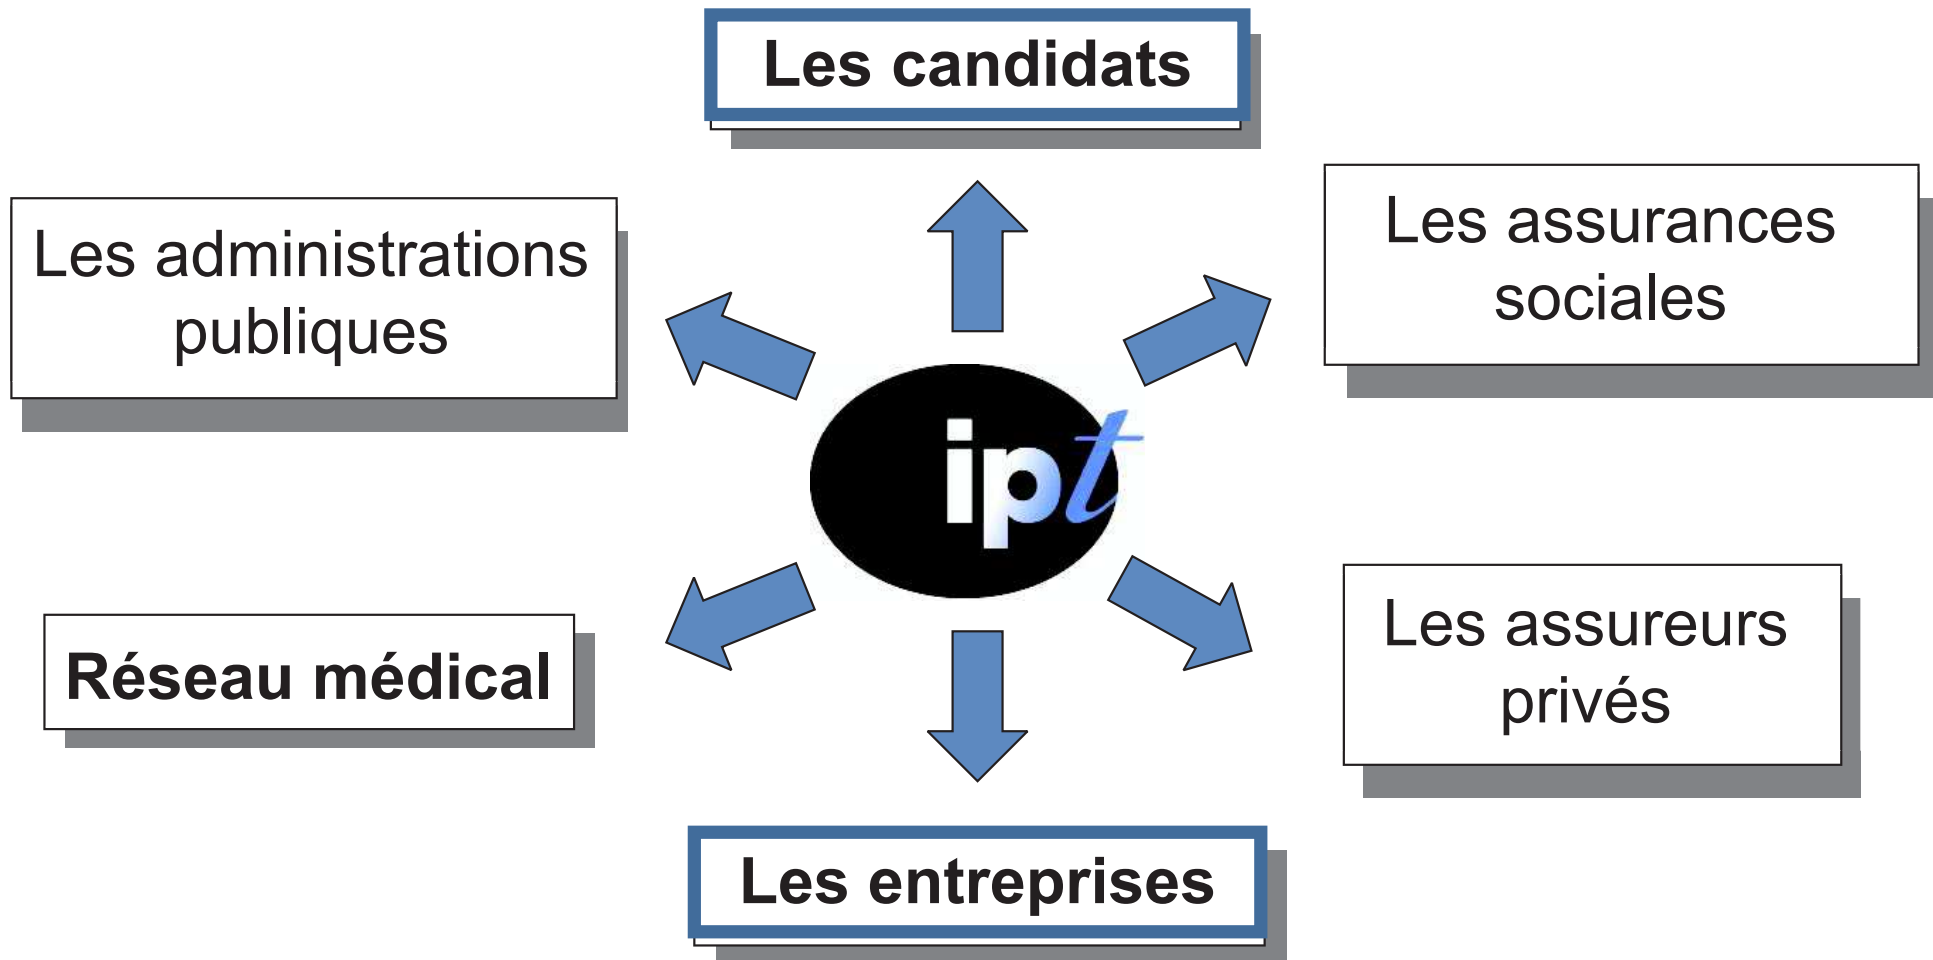 Les candidats
Les administrations
publiques
Les assurances
sociales
ipt
Réseau médical
Les assureurs
privés
Les entreprises